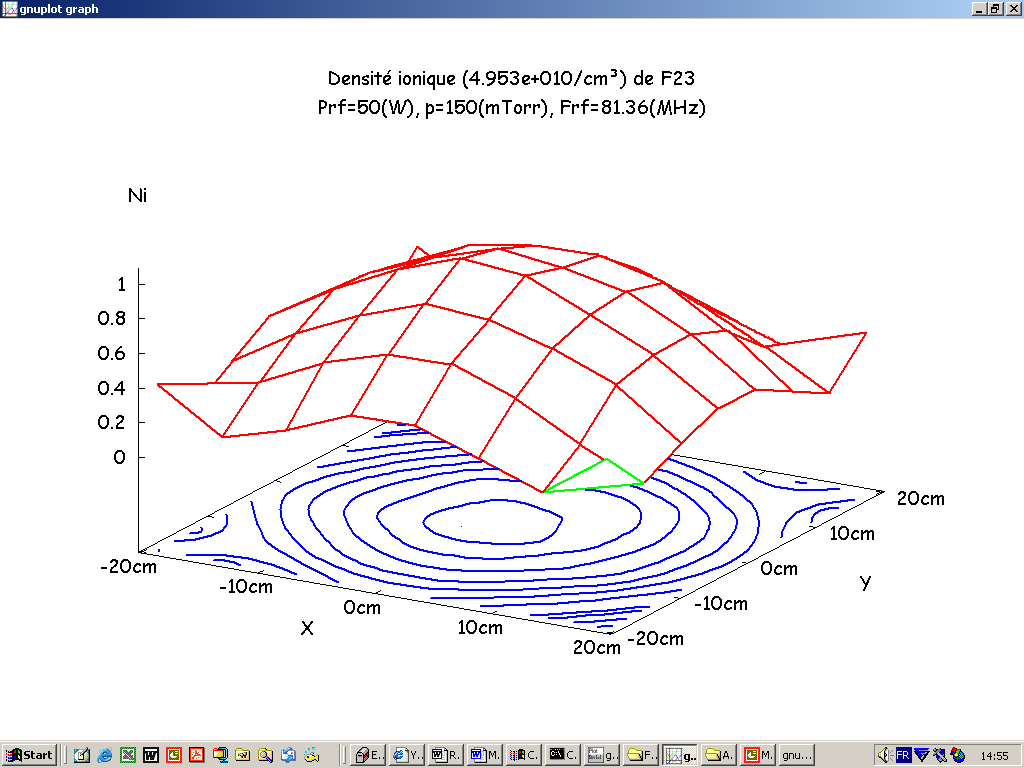 gnuplot graph
Densité ionique (4.953e+010/cm³) de F23
Prf=50(W), p=150(mTorr), Frf=81.36(MHz)
Ni
1
0.8
0.6
0.4
0.2
0
-20cm
-10cm
0cm
10cm
20cm
X
-20cm
-10cm
0cm
10cm
20cm
Y
Start
E..
Y..
R..
M..
C..
C..
g..
F..
g..
A..
M..
gnu...
FR
14:55